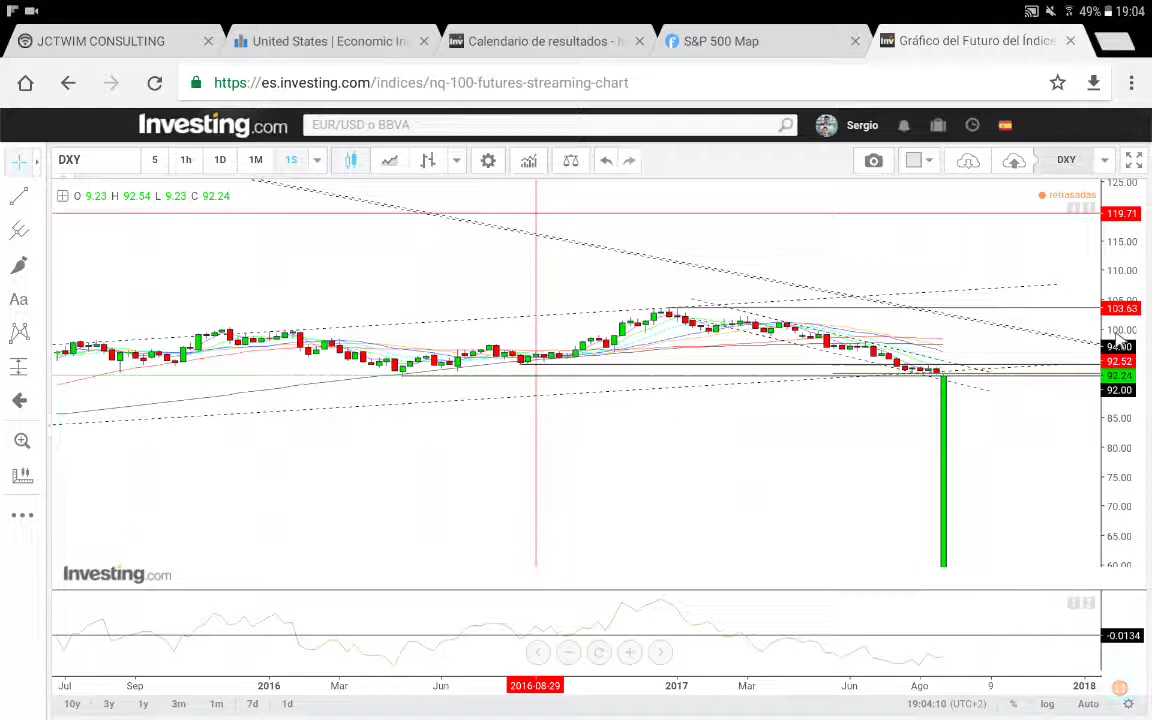 49% 19:04
JCTWIM CONSULTING
United States | Economic In
Calendario de resultados - I
S&P 500 Map
Gráfico del Futuro del Índice
https://es.investing.com/indices/nq-100-futures-streaming-chart
Investing.com
EUR/USD o BBVA
Sergio
DXY 5 1h 1D 1M 1S DXY
O 9.23 H 92.54 L 9.23 C 92.24
retrasadas
125.00
119.71
115.00
110.00
105.00
103.63
100.00
94.00
92.52
92.24
92.00
85.00
80.00
75.00
70.00
65.00
60.00
Aa
Investing.com
-0.0134
Jul Sep 2016 Mar Jun 2016-08-29 2017 Mar Jun Ago 9 2018
10y 3y 1y 3m 1m 7d 1d 19:04:10 (UTC+2) % log Auto